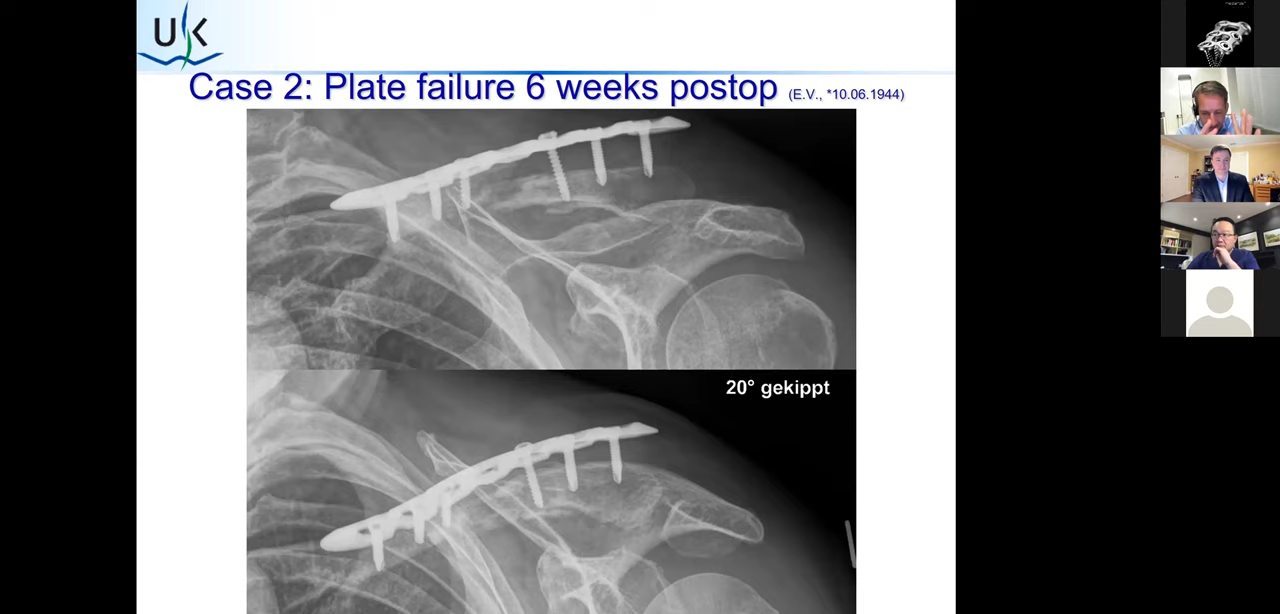 UK
Case 2: Plate failure 6 weeks postop (E.V., *10.06.1944)
20° gekippt